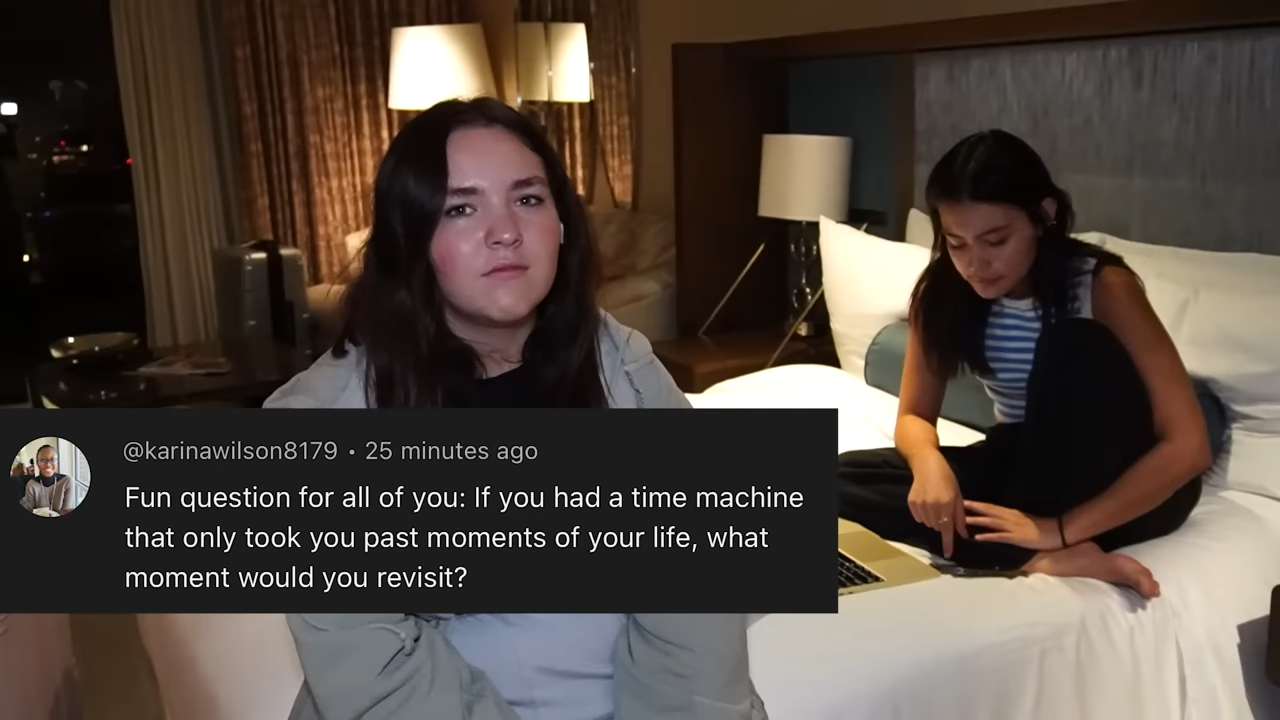 @karinawilson8179 • 25 minutes ago
Fun question for all of you: If you had a time machine
that only took you past moments of your life, what
moment would you revisit?